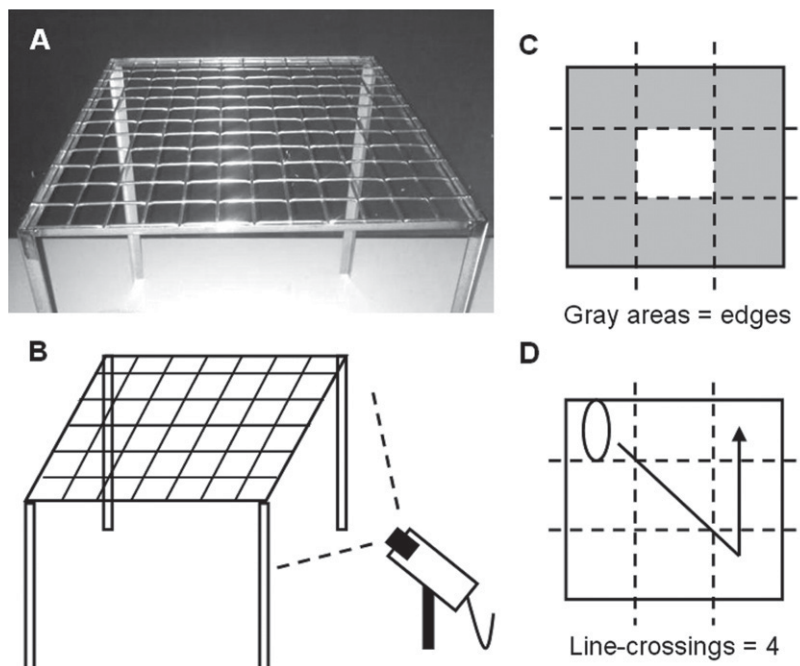 A
C
Gray areas = edges
B
D
Line-crossings = 4